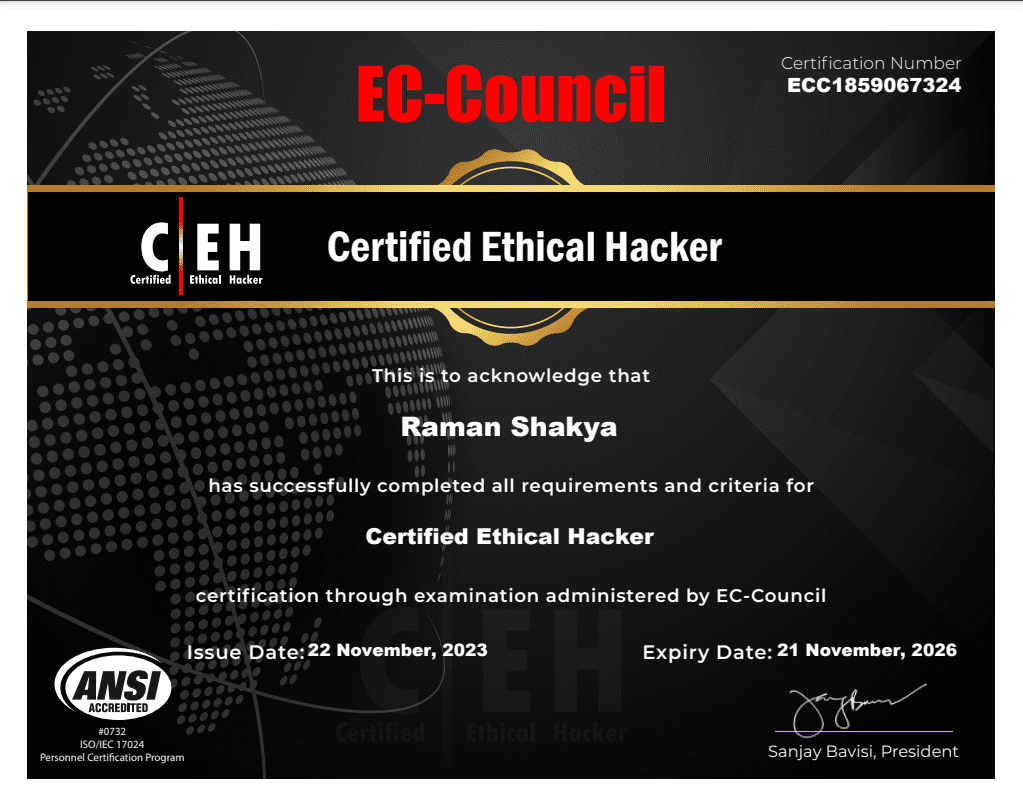 EC-Council
Certification Number
ECC1859067324
C EH
Certified Ethical Hacker
Certified Ethical Hacker
This is to acknowledge that
Raman Shakya
has successfully completed all requirements and criteria for
Certified Ethical Hacker
certification through examination administered by EC-Council
Issue Date: 22 November, 2023
Expiry Date: 21 November, 2026
C EH
Certified Ethical Hacker
ANSI
ACCREDITED
#0732
ISO/IEC 17024
Personnel Certification Program
Sanjay Bavisi, President